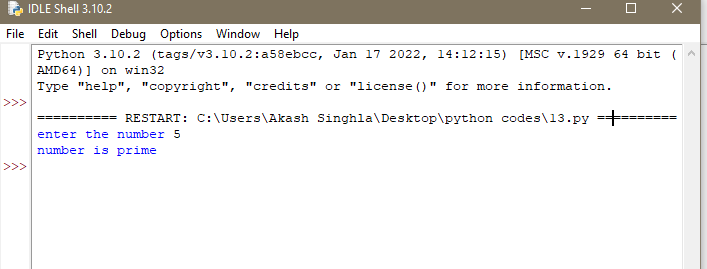 IDLE Shell 3.10.2
File Edit Shell Debug Options Window Help
Python 3.10.2 (tags/v3.10.2:a58ebcc, Jan 17 2022, 14:12:15) [MSC v.1929 64 bit (
AMD64)] on win32
Type "help", "copyright", "credits" or "license()" for more information.
>>>
========== RESTART: C:\Users\Akash Singhla\Desktop\python codes\13.py ==========
enter the number 5
number is prime
>>>